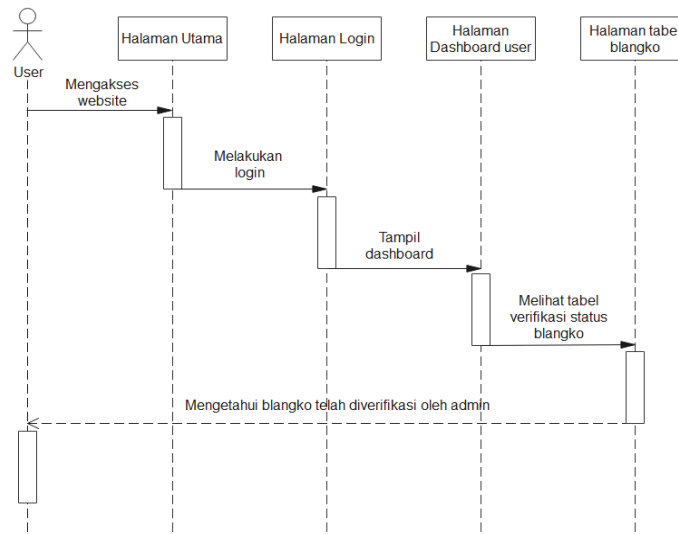 User
Halaman Utama
Halaman Login
Halaman
Dashboard user
Halaman tabel
blangko
Mengakses
website
Melakukan
login
Tampil
dashboard
Melihat tabel
verifikasi status
blangko
Mengetahui blangko telah diverifikasi oleh admin